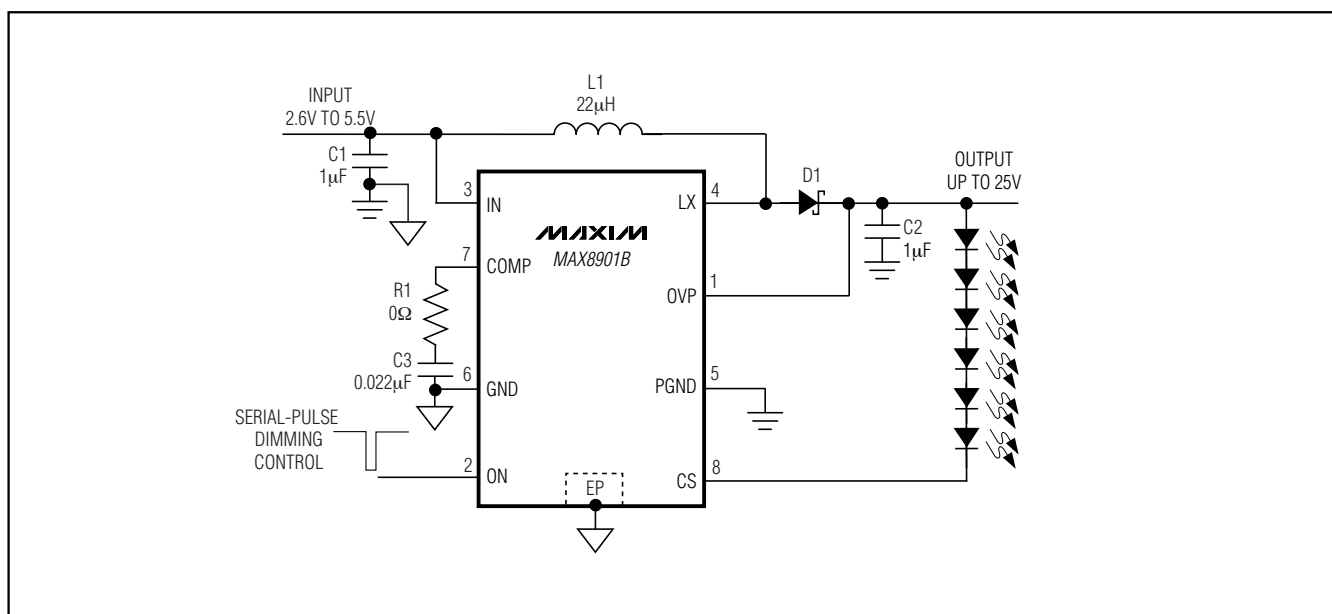 INPUT
2.6V TO 5.5V
L1
22μH
C1
1μF
D1
OUTPUT
UP TO 25V
3
IN
LX
4
MAXIM
MAX8901B
C2
1μF
7
COMP
R1
0Ω
OVP
1
C3
0.022μF
6
GND
PGND
5
SERIAL-PULSE
DIMMING
CONTROL
2
ON
EP
CS
8